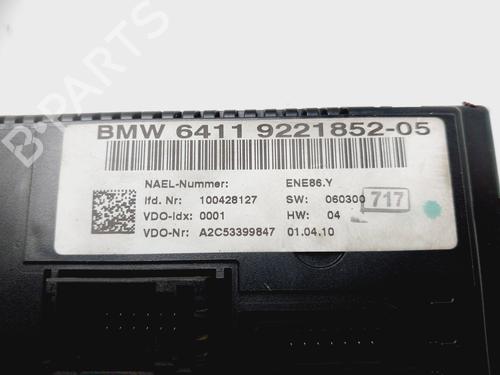 B-PARTS
BMW 6411 9221852-05
NAEL-Nummer: ENE86.Y
lfd. Nr: 100428127 SW: 060300 717
VDO-Idx: 0001 HW: 04
VDO-Nr: A2C53399847 01.04.10